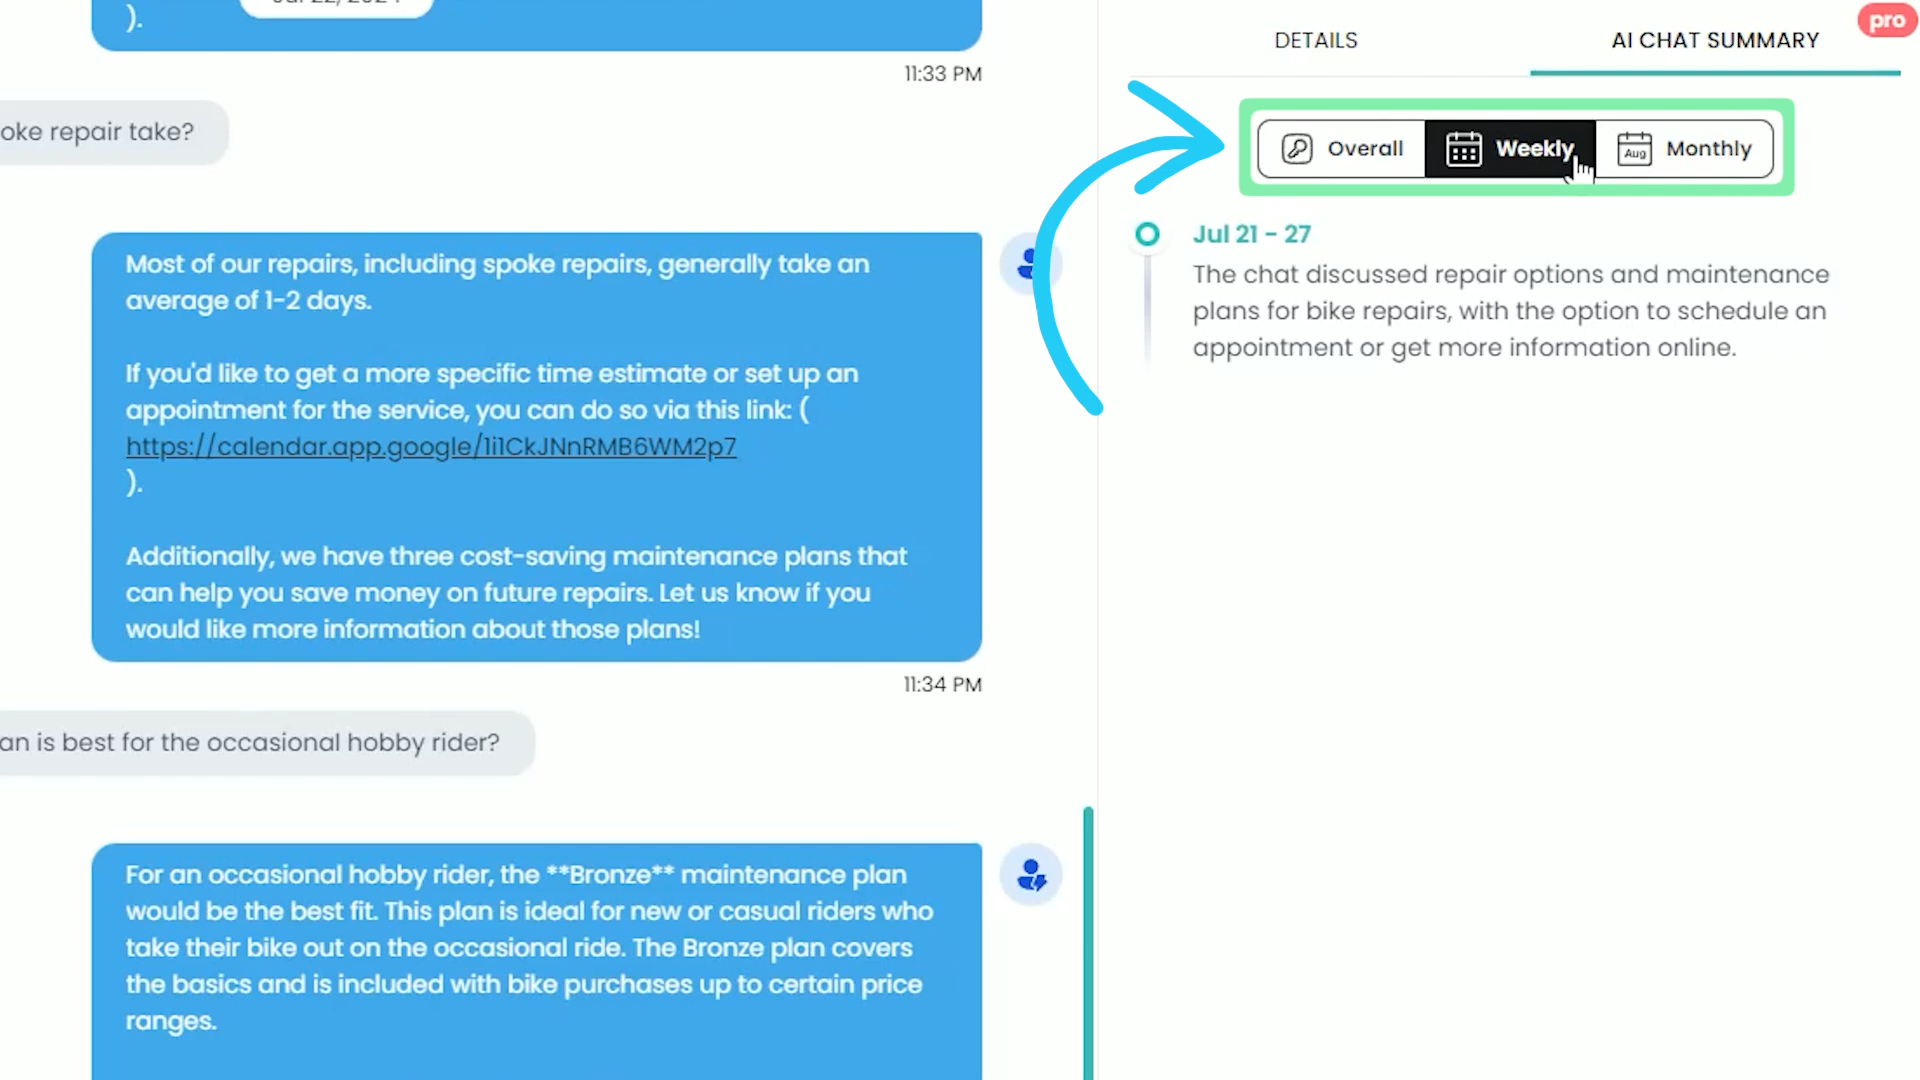 ).
11:33 PM
oke repair take?
Most of our repairs, including spoke repairs, generally take an
average of 1-2 days.
If you'd like to get a more specific time estimate or set up an
appointment for the service, you can do so via this link: (
https://calendar.app.google/1i1CkJNnRMB6WM2p7
).
Additionally, we have three cost-saving maintenance plans that
can help you save money on future repairs. Let us know if you
would like more information about those plans!
11:34 PM
an is best for the occasional hobby rider?
For an occasional hobby rider, the **Bronze** maintenance plan
would be the best fit. This plan is ideal for new or casual riders who
take their bike out on the occasional ride. The Bronze plan covers
the basics and is included with bike purchases up to certain price
ranges.
DETAILS
AI CHAT SUMMARY
pro
Overall
Weekly
Aug
Monthly
Jul 21 - 27
The chat discussed repair options and maintenance
plans for bike repairs, with the option to schedule an
appointment or get more information online.